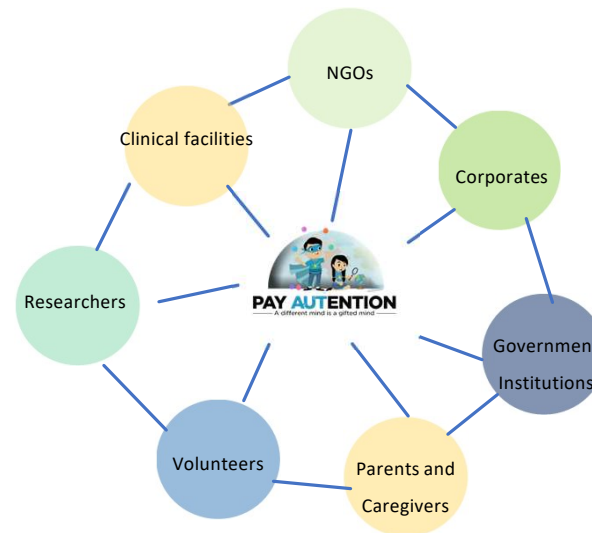 NGOs
Clinical facilities
Corporates
PAY AUTENTION
A different mind is a gifted mind
Researchers
Governmen
Institutions
Volunteers
Parents and
Caregivers